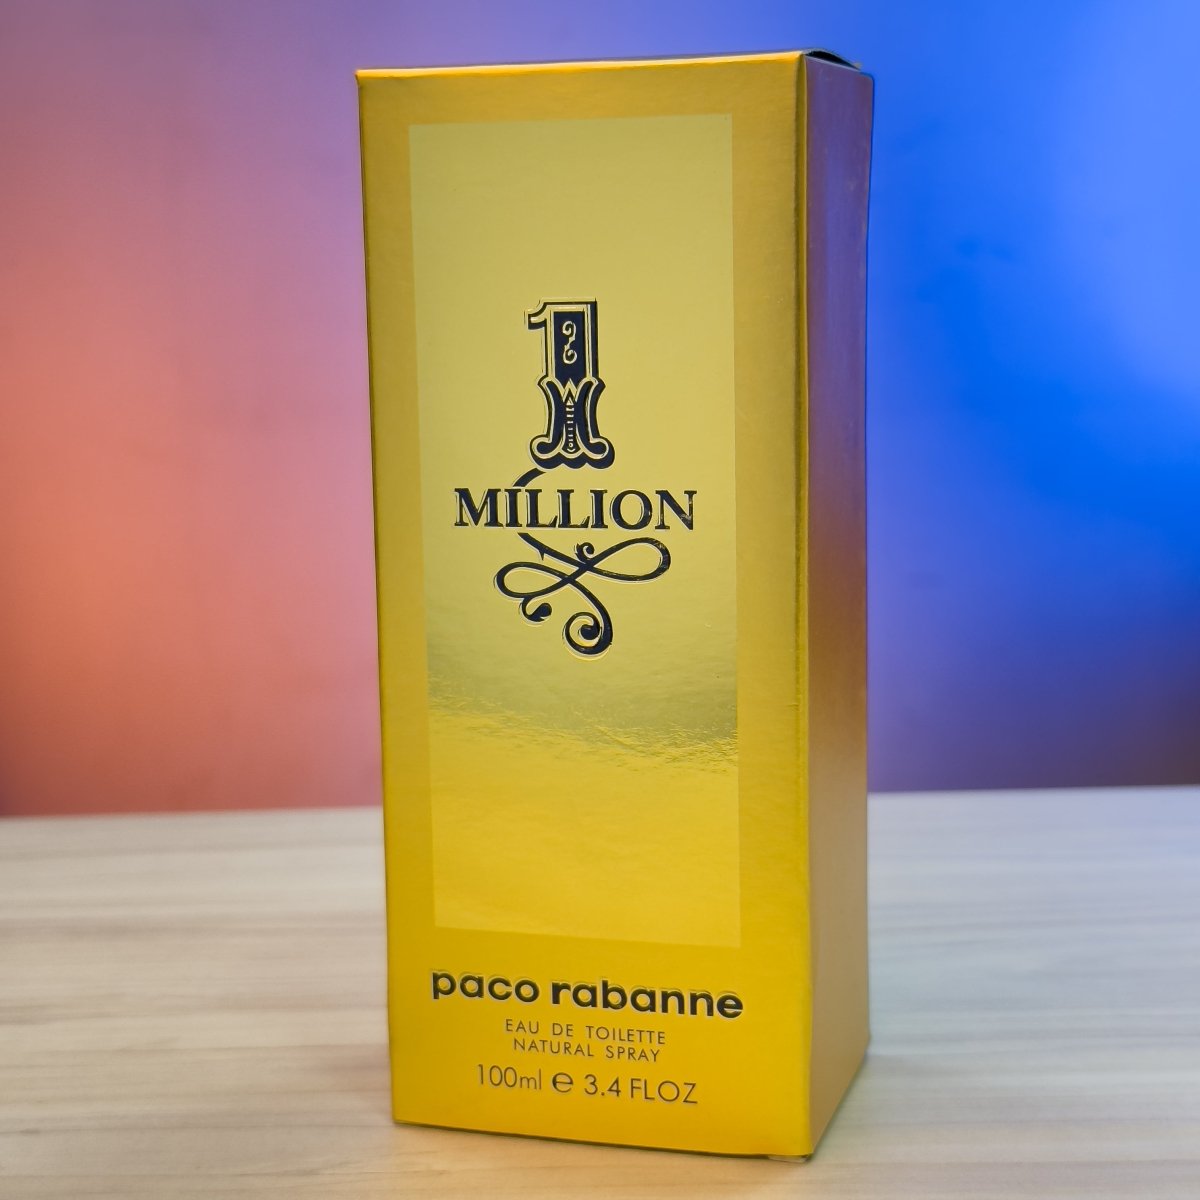 1
MILLION
paco rabanne
EAU DE TOILETTE
NATURAL SPRAY
100ml e 3.4 FLOZ